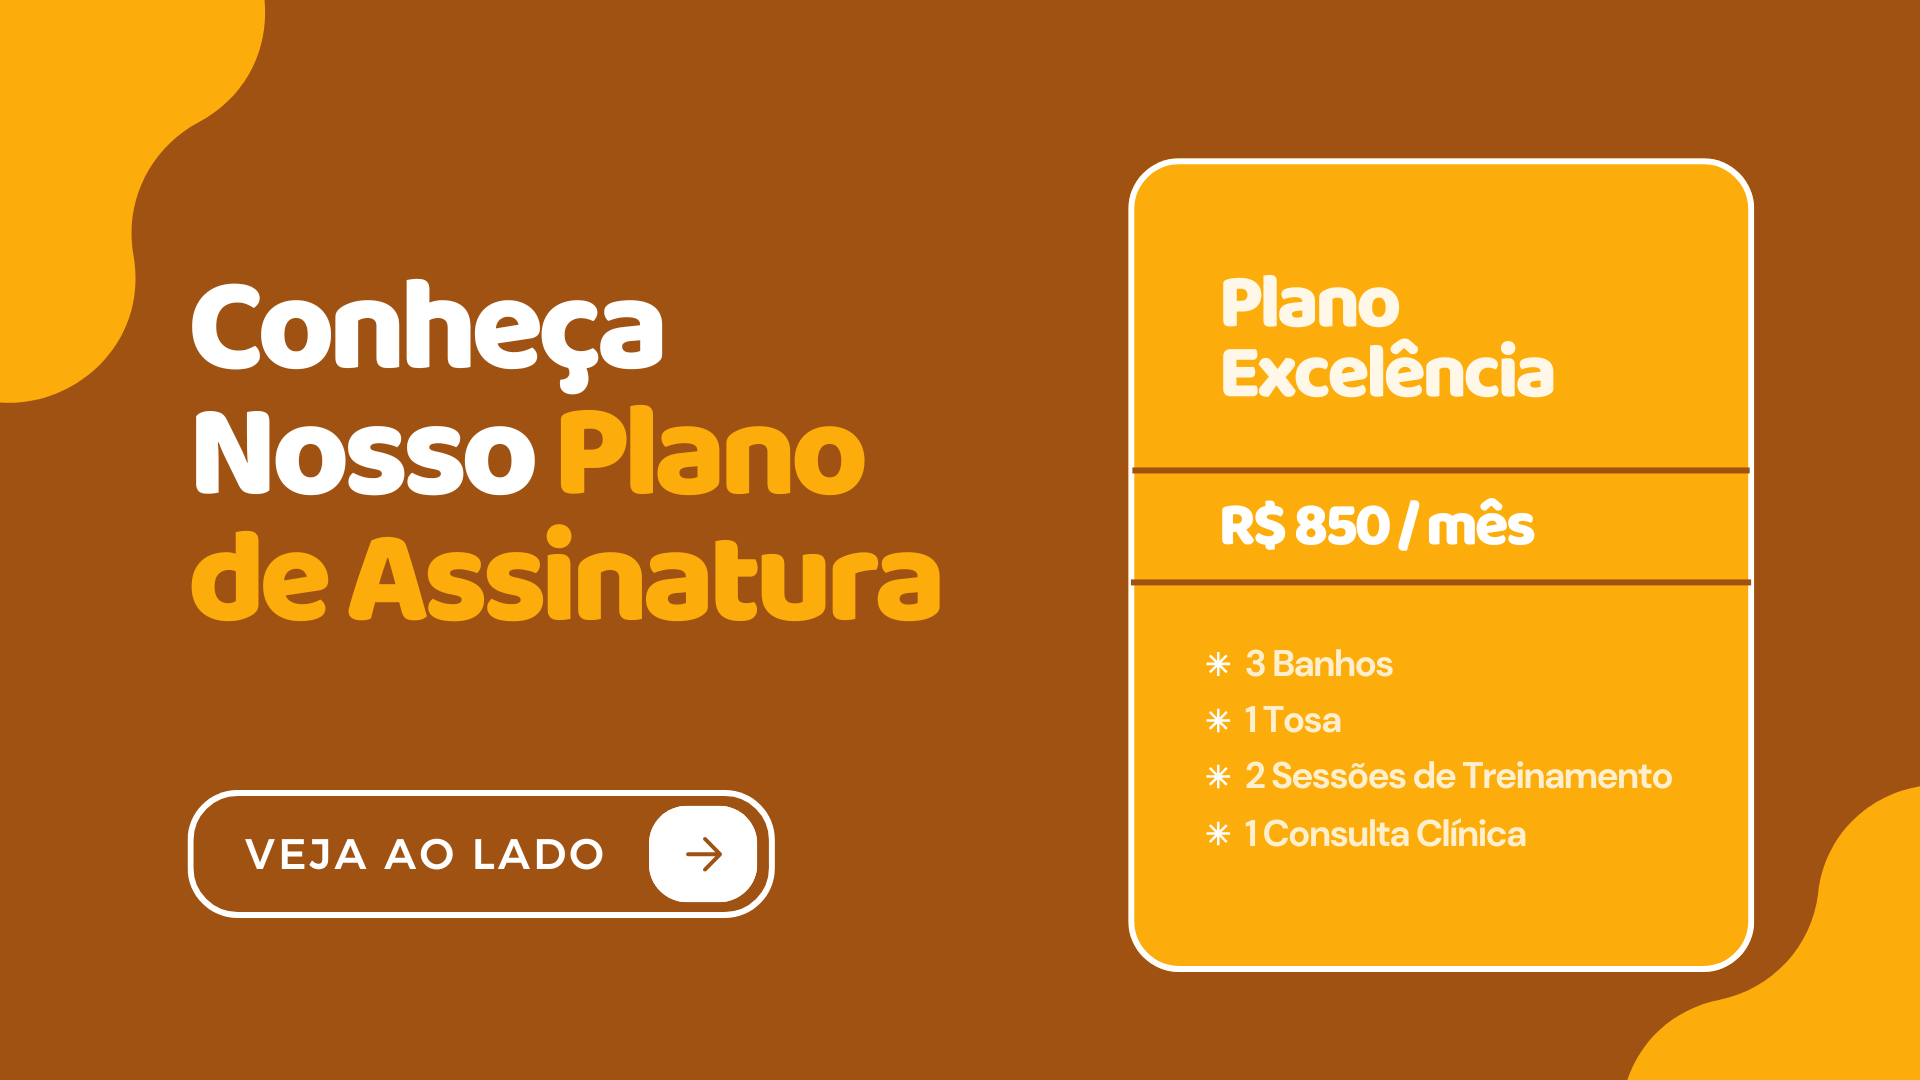 Conheça
Nosso Plano
de Assinatura
VEJA AO LADO
Plano
Excelência
R$ 850 / mês
3 Banhos
1 Tosa
2 Sessões de Treinamento
1 Consulta Clínica